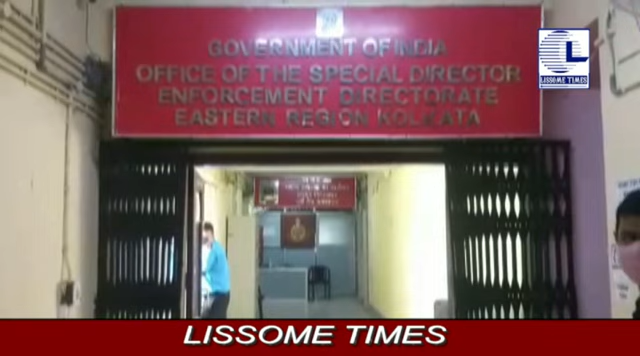 GOVERNMENT OF INDIA
OFFICE OF THE SPECIAL DIRECTOR
ENFORCEMENT DIRECTORATE
EASTERN REGION KOLKATA
L
LISSOME TIMES
LISSOME TIMES